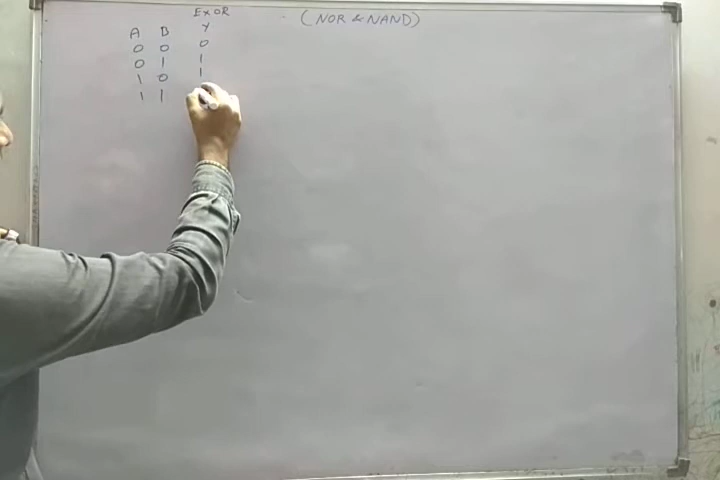 EXOR (NOR & NAND)
A B Y
0 0 0
0 1 1
1 0 1
1 1